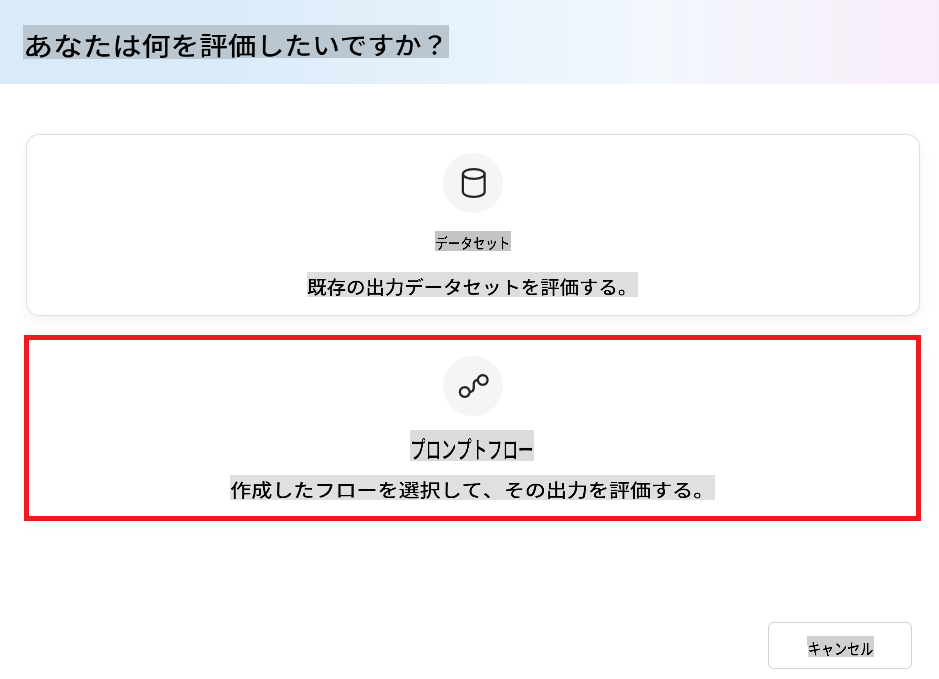 あなたは何を評価したいですか？
データセット
既存の出力データセットを評価する。
プロンプトフロー
作成したフローを選択して、その出力を評価する。
キャンセル